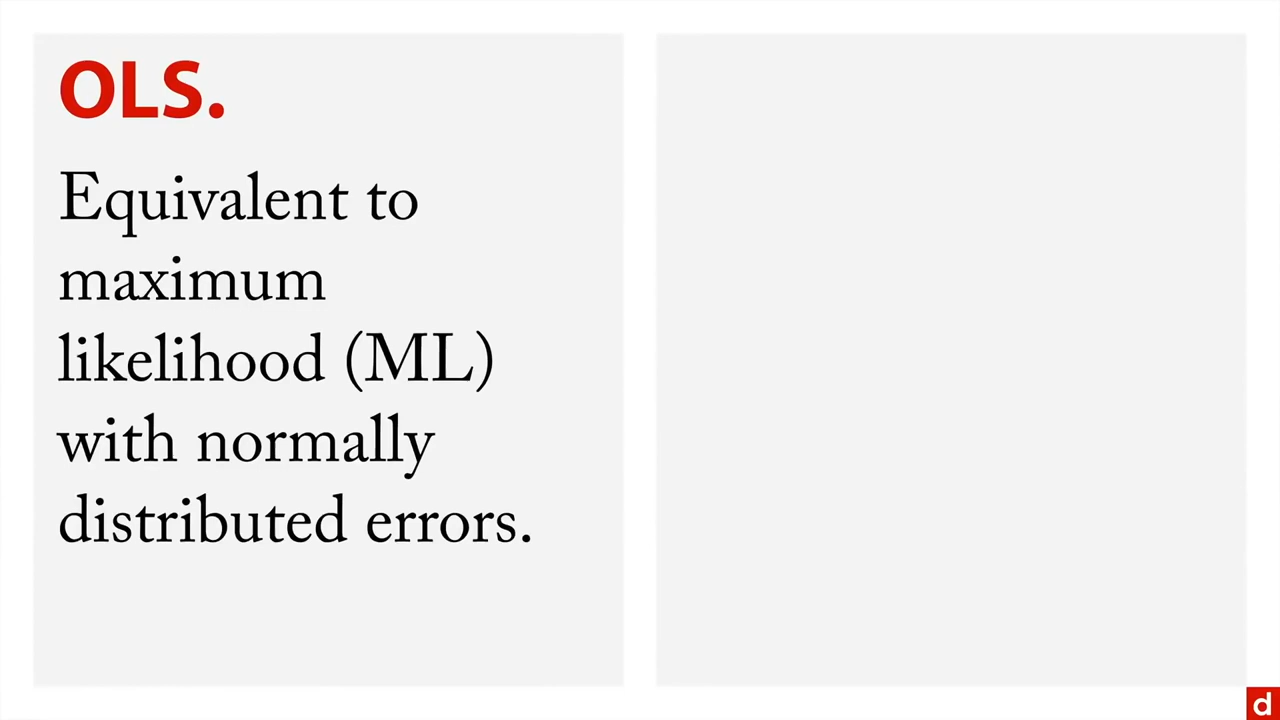 OLS.
Equivalent to
maximum
likelihood (ML)
with normally
distributed errors.
d